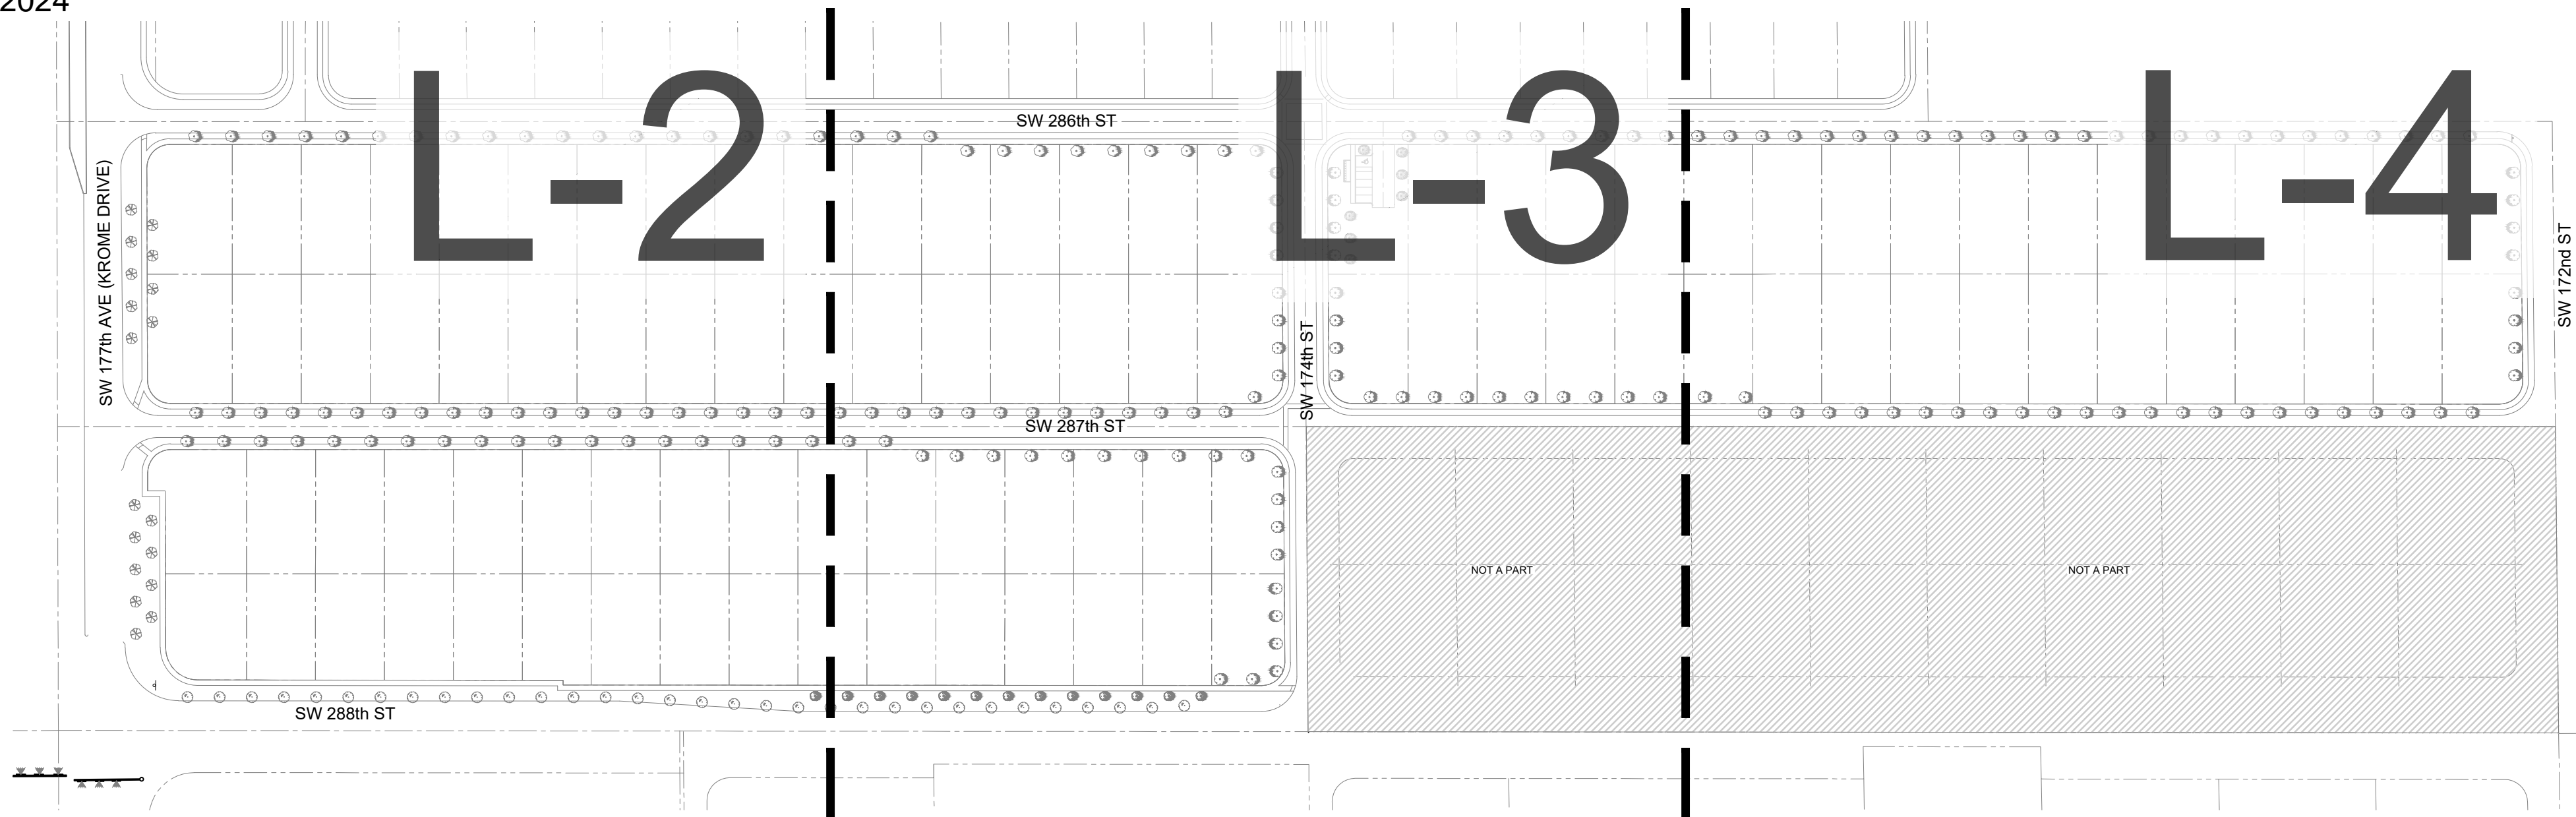 2024
L-2
L-3
L-4
SW 286th ST
SW 177th AVE (KROME DRIVE)
SW 172nd ST
SW 174th ST
SW 287th ST
NOT A PART
NOT A PART
SW 288th ST